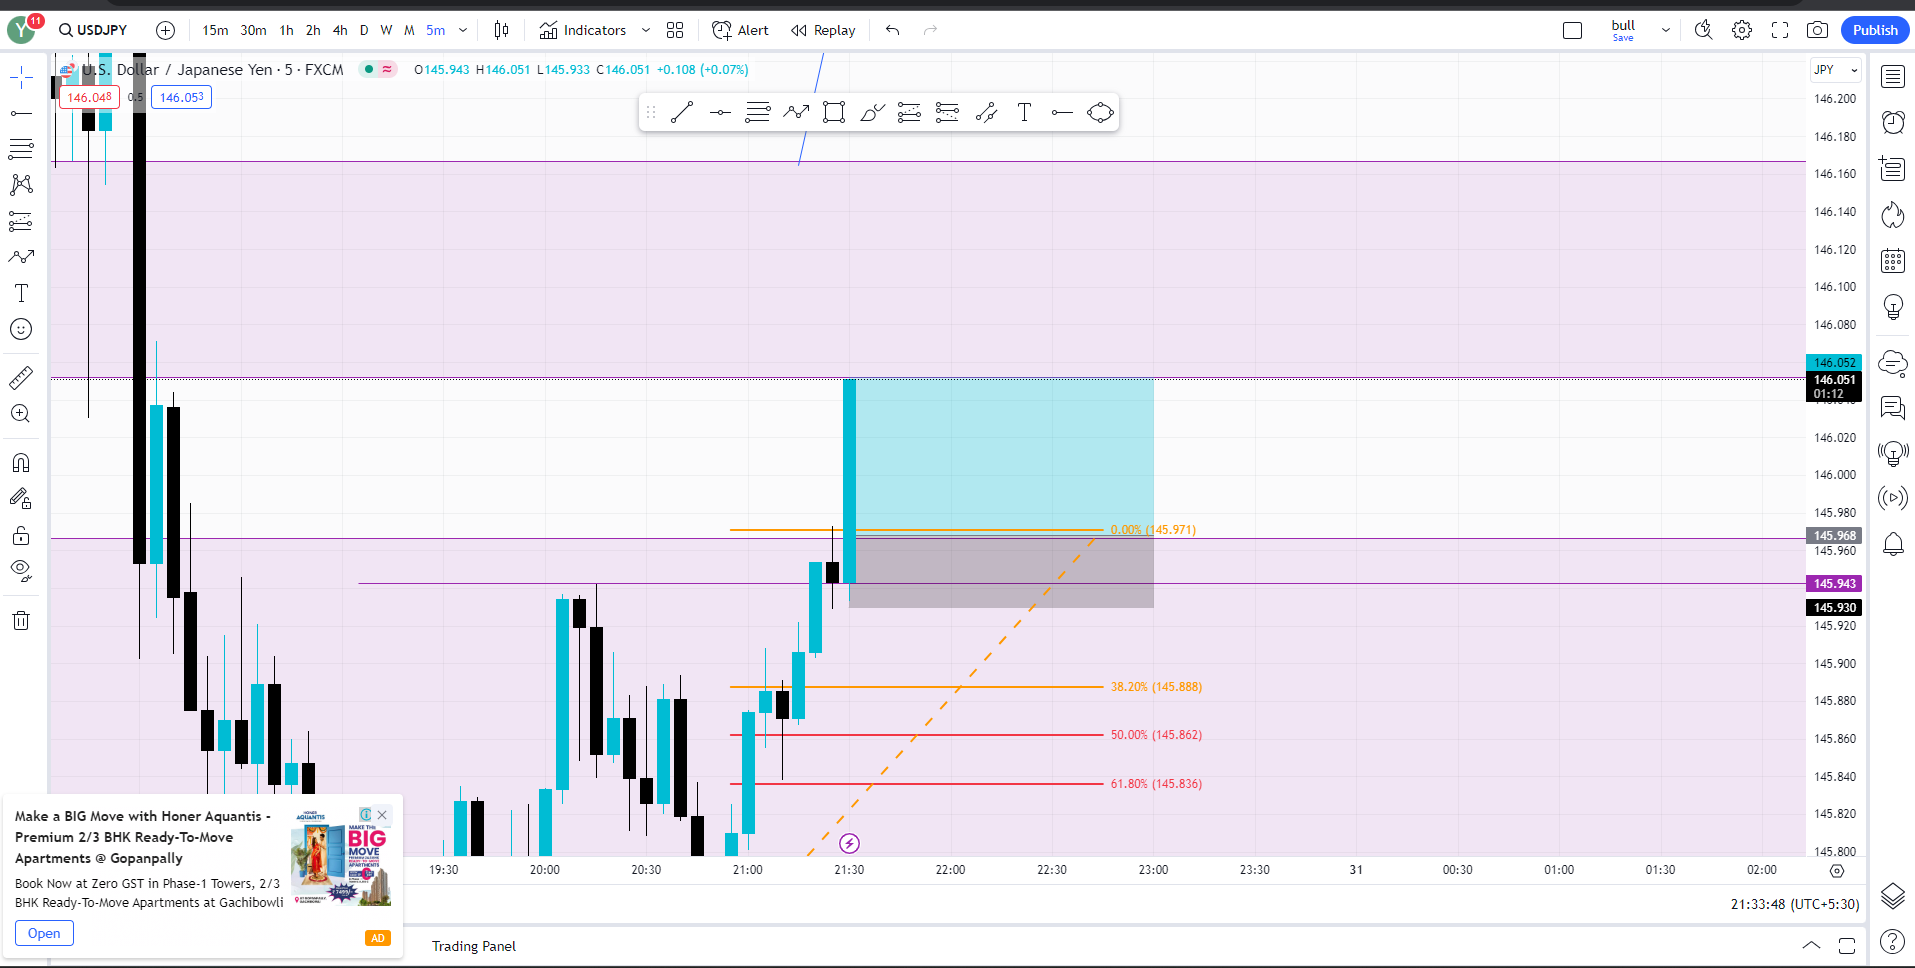 Y 11 USDJPY 15m 30m 1h 2h 4h D W M 5m Indicators Alert Replay bull Save Publish
U.S. Dollar / Japanese Yen · 5 · FXCM O145.943 H146.051 L145.933 C146.051 +0.108 (+0.07%) JPY
146.048 0.5 146.053
146.200
146.180
146.160
146.140
146.120
146.100
146.080
146.052
146.051
01:12
146.020
146.000
145.980
0.00% (145.971)
145.968
145.960
145.943
145.930
145.920
145.900
38.20% (145.888)
145.880
50.00% (145.862)
145.860
61.80% (145.836)
145.840
145.820
145.800
19:30 20:00 20:30 21:00 21:30 22:00 22:30 23:00 23:30 31 00:30 01:00 01:30 02:00
21:33:48 (UTC+5:30)
Trading Panel
Make a BIG Move with Honer Aquantis -
Premium 2/3 BHK Ready-To-Move
Apartments @ Gopanpally
Book Now at Zero GST in Phase-1 Towers, 2/3
BHK Ready-To-Move Apartments at Gachibowli
Open
AD
HONER
AQUANTIS
MAKE THE
BIG
MOVE